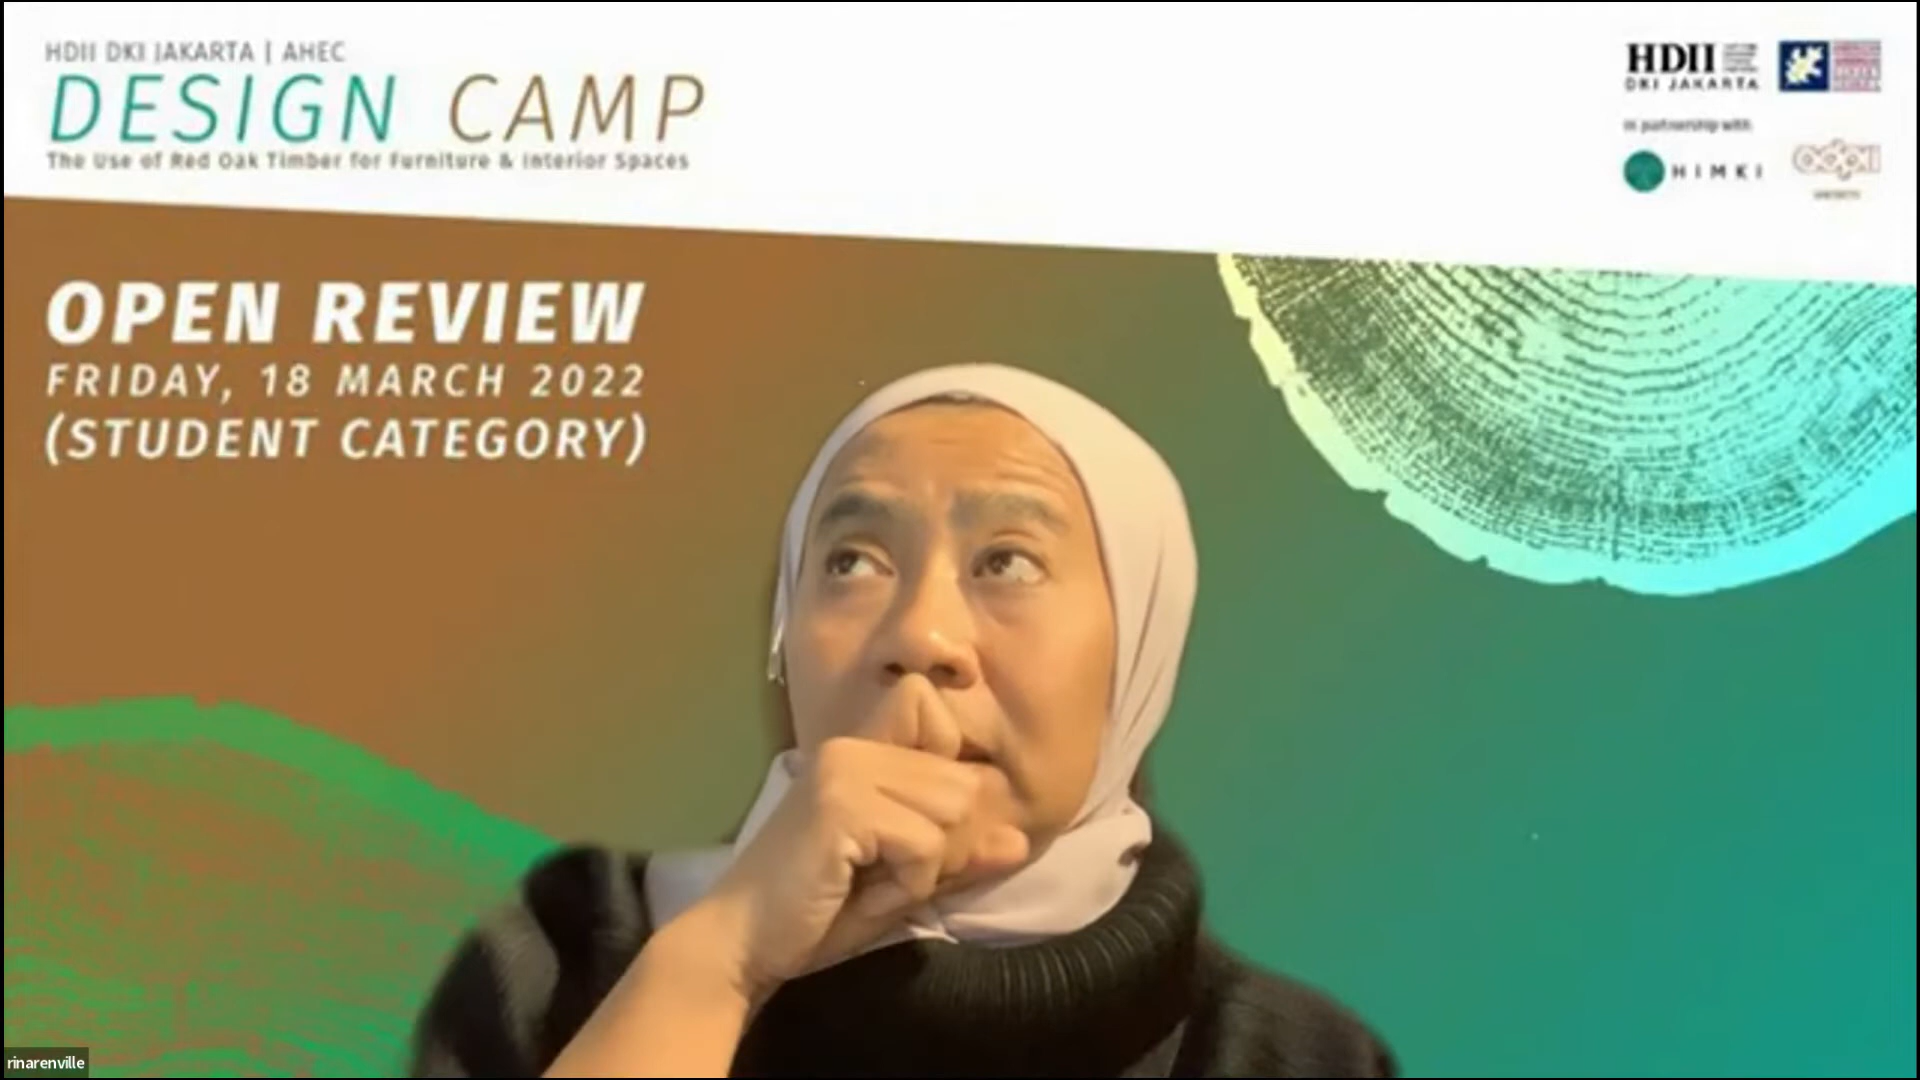 HDII DKI JAKARTA | AHEC
DESIGN CAMP
The Use of Red Oak Timber for Furniture & Interior Spaces
HDII
DKI JAKARTA
in partnership with
HIMKI
OPEN REVIEW
FRIDAY, 18 MARCH 2022
(STUDENT CATEGORY)
rinarenville